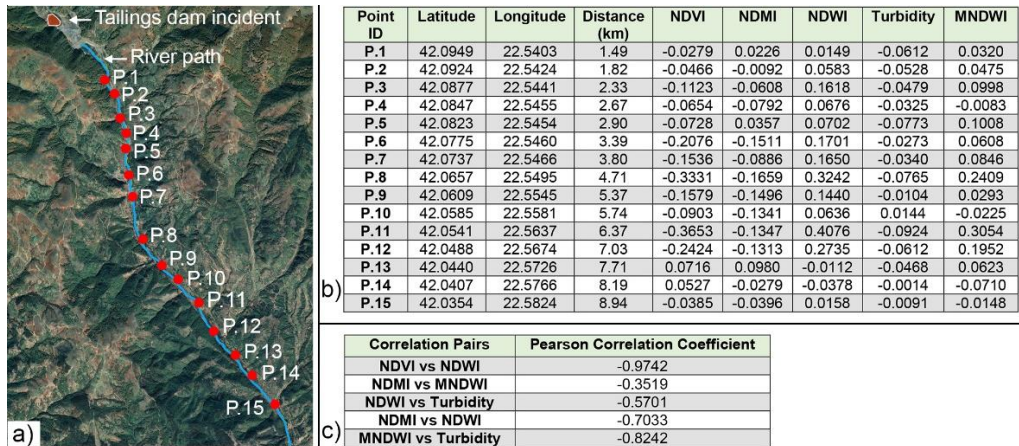 Tailings dam incident
River path
P.1
P.2
P.3
P.4
P.5
P.6
P.7
P.8
P.9
P.10
P.11
P.12
P.13
P.14
P.15
a)
Point ID Latitude Longitude Distance (km) NDVI NDMI NDWI Turbidity MNDWI
P.1 42.0949 22.5403 1.49 -0.0279 0.0226 0.0149 -0.0612 0.0320
P.2 42.0924 22.5424 1.82 -0.0466 -0.0092 0.0583 -0.0528 0.0475
P.3 42.0877 22.5441 2.33 -0.1123 -0.0608 0.1618 -0.0479 0.0998
P.4 42.0847 22.5455 2.67 -0.0654 -0.0792 0.0676 -0.0325 -0.0083
P.5 42.0823 22.5454 2.90 -0.0728 0.0357 0.0702 -0.0773 0.1008
P.6 42.0775 22.5460 3.39 -0.2076 -0.1511 0.1701 -0.0273 0.0608
P.7 42.0737 22.5466 3.80 -0.1536 -0.0886 0.1650 -0.0340 0.0846
P.8 42.0657 22.5495 4.71 -0.3331 -0.1659 0.3242 -0.0765 0.2409
P.9 42.0609 22.5545 5.37 -0.1579 -0.1496 0.1440 -0.0104 0.0293
P.10 42.0585 22.5581 5.74 -0.0903 -0.1341 0.0636 0.0144 -0.0225
P.11 42.0541 22.5637 6.37 -0.3653 -0.1347 0.4076 -0.0924 0.3054
P.12 42.0488 22.5674 7.03 -0.2424 -0.1313 0.2735 -0.0612 0.1952
P.13 42.0440 22.5726 7.71 0.0716 0.0980 -0.0112 -0.0468 0.0623
P.14 42.0407 22.5766 8.19 0.0527 -0.0279 -0.0378 -0.0014 -0.0710
P.15 42.0354 22.5824 8.94 -0.0385 -0.0396 0.0158 -0.0091 -0.0148
b)
Correlation Pairs Pearson Correlation Coefficient
NDVI vs NDWI -0.9742
NDMI vs MNDWI -0.3519
NDWI vs Turbidity -0.5701
NDMI vs NDWI -0.7033
MNDWI vs Turbidity -0.8242
c)